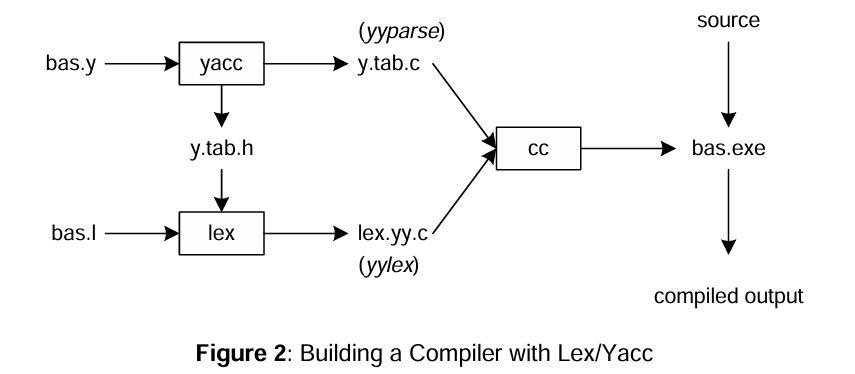 source
(yyparse)
bas.y yacc y.tab.c
y.tab.h cc bas.exe
bas.l lex lex.yy.c
(yylex)
compiled output
Figure 2: Building a Compiler with Lex/Yacc